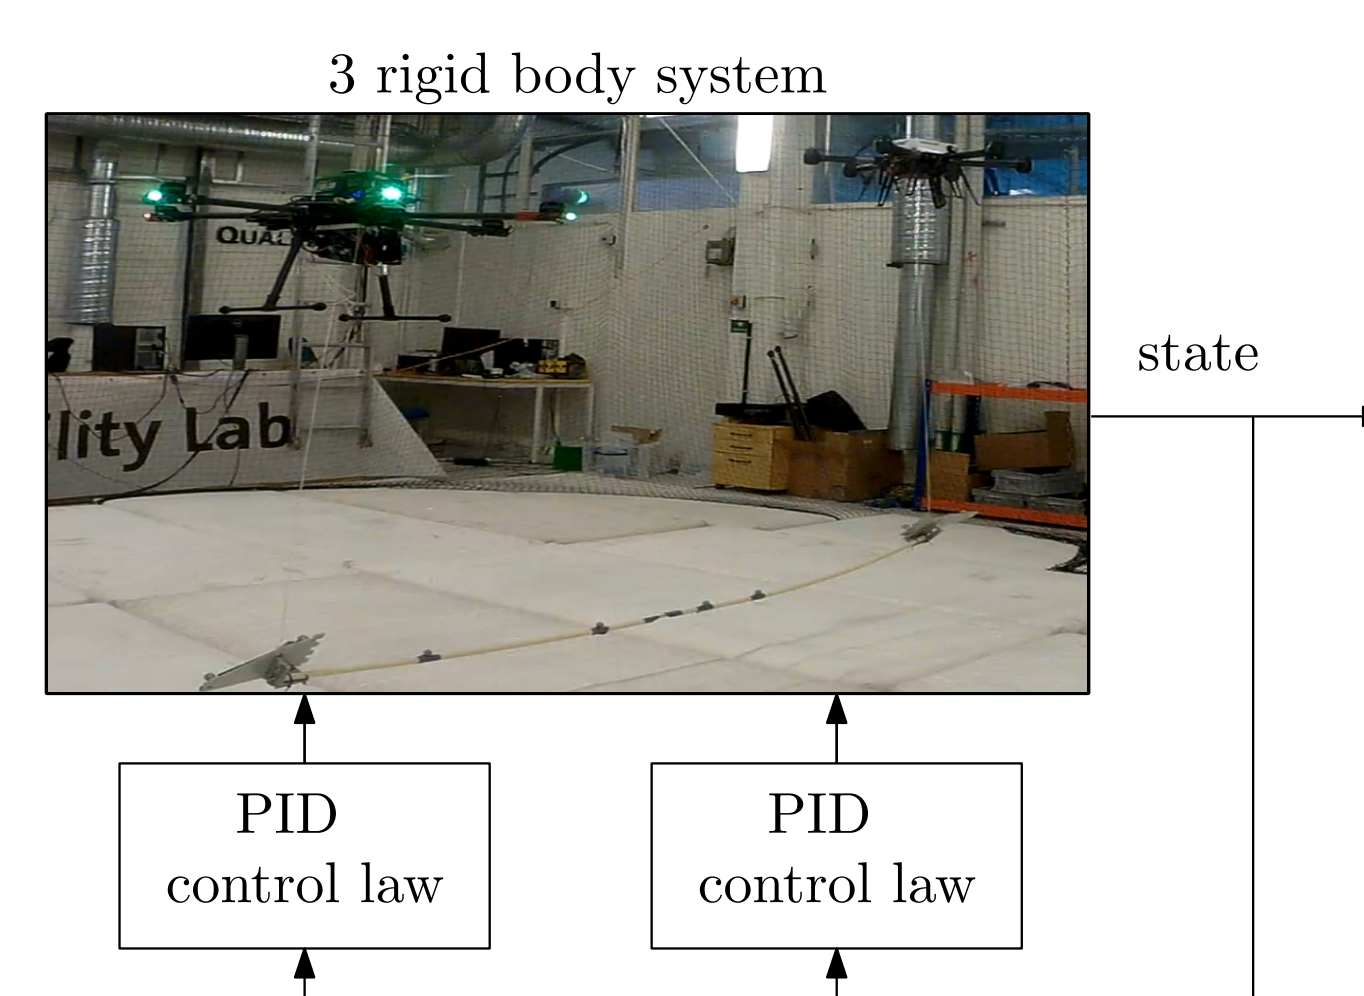 3 rigid body system
QUAL
lity Lab
state
PID
control law
PID
control law